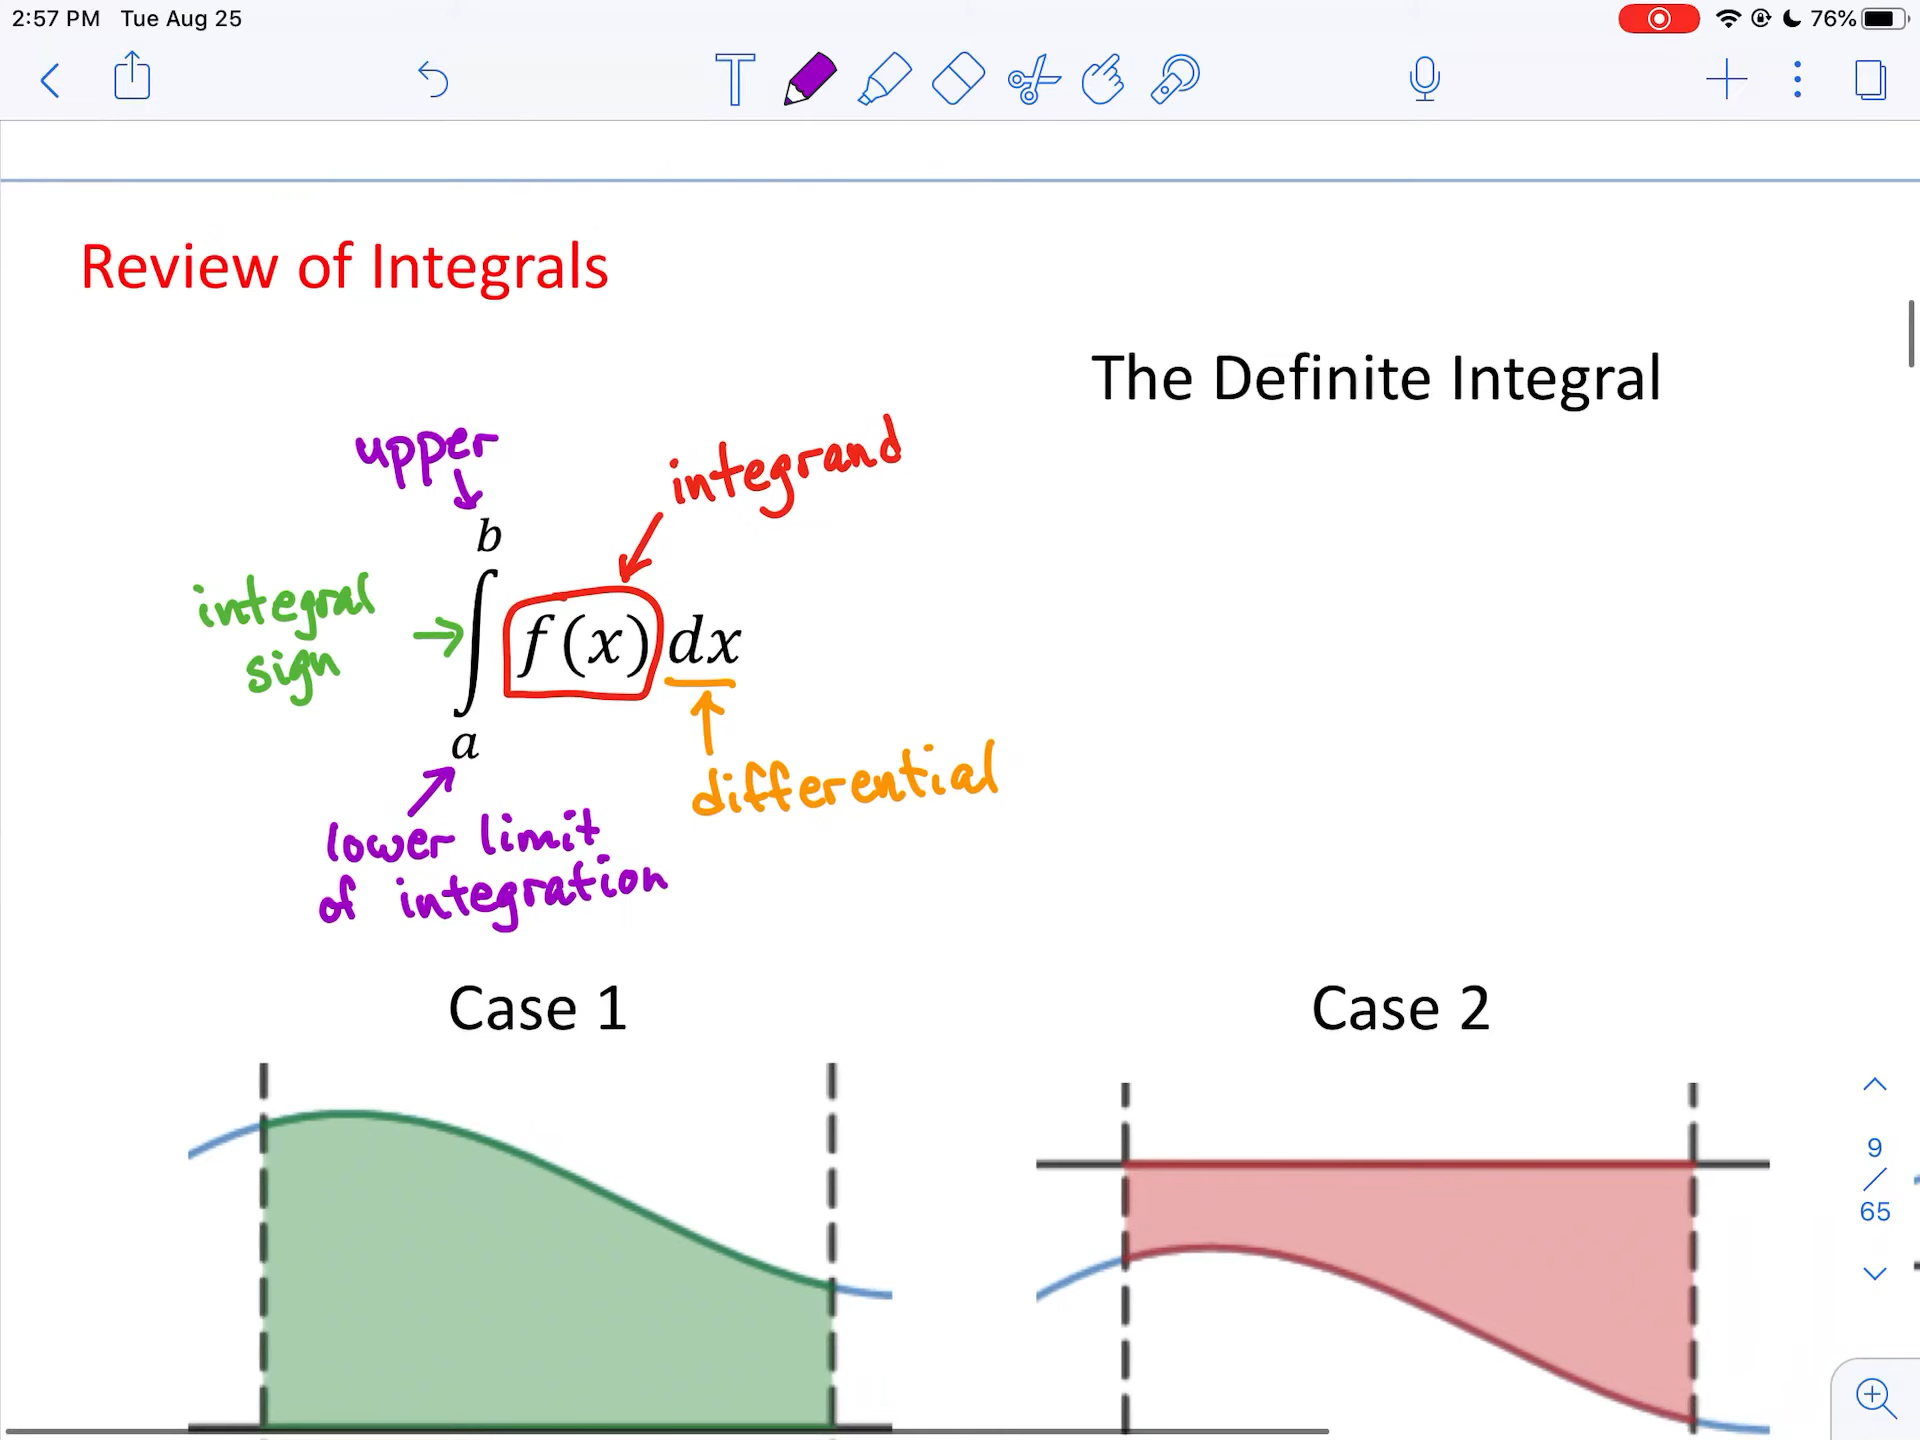 2:57 PM Tue Aug 25
76%
T
Review of Integrals
The Definite Integral
upper
integrand
b
integral
sign
∫ f(x) dx
a
differential
lower limit
of integration
Case 1
Case 2
9
/
65